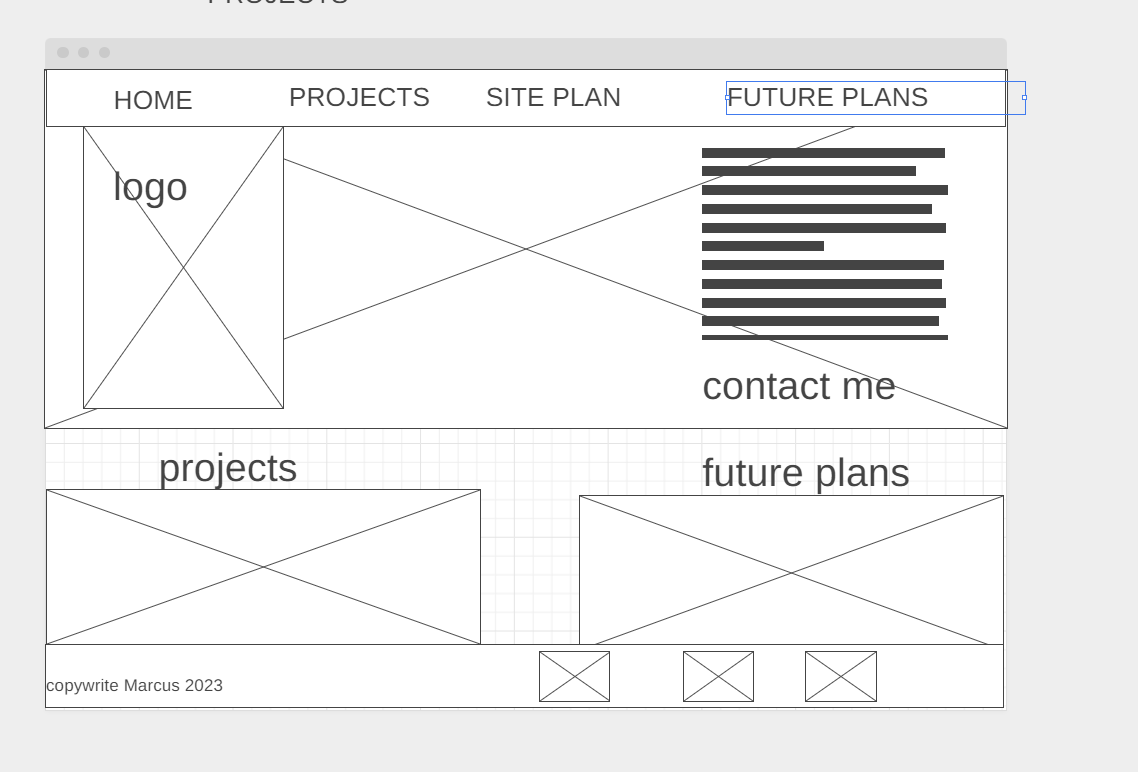 PROJECTS
HOME PROJECTS SITE PLAN FUTURE PLANS
logo
contact me
projects
future plans
copywrite Marcus 2023